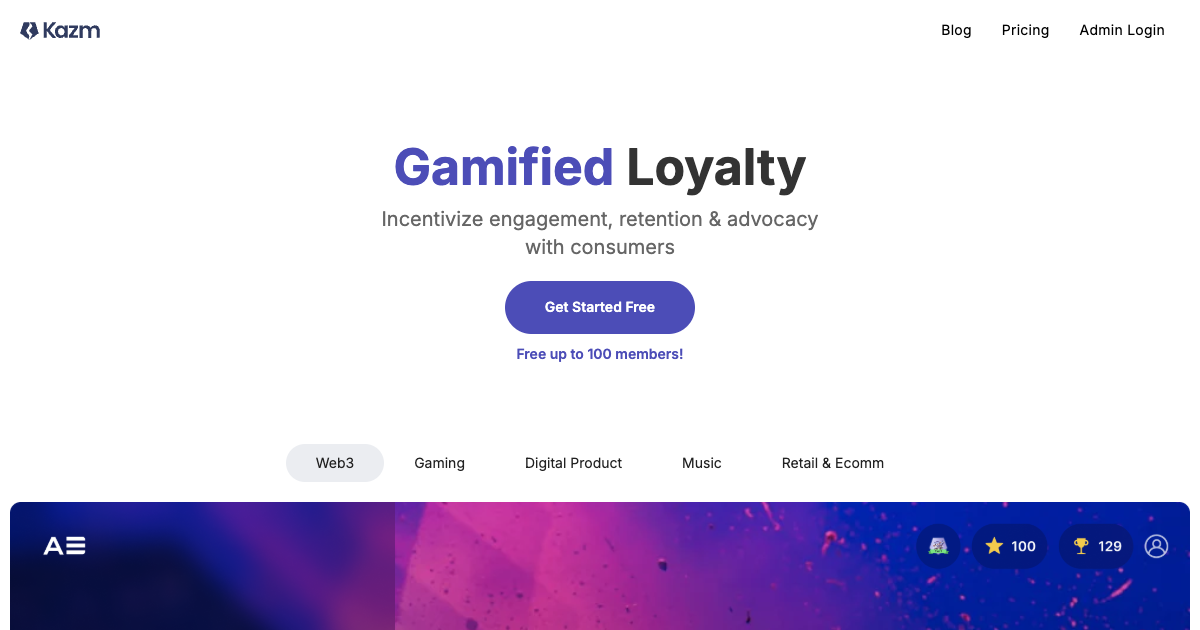 Kazm
Blog
Pricing
Admin Login
Gamified Loyalty
Incentivize engagement, retention & advocacy
with consumers
Get Started Free
Free up to 100 members!
Web3
Gaming
Digital Product
Music
Retail & Ecomm
100
129